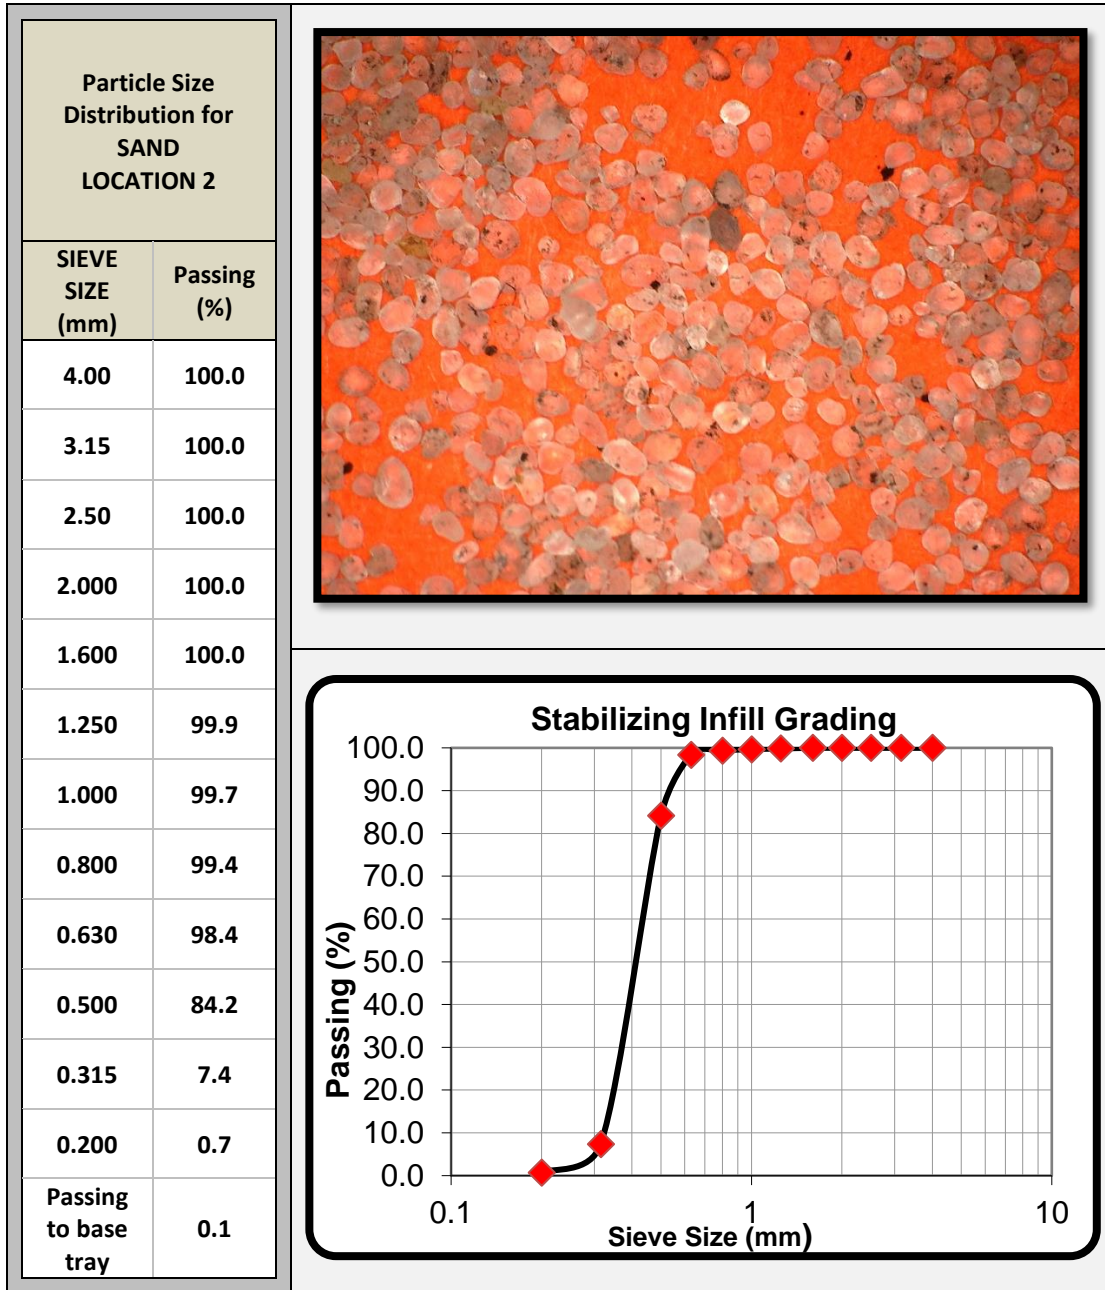 Particle Size
Distribution for
SAND
LOCATION 2
SIEVE
SIZE
(mm)
Passing
(%)
4.00 100.0
3.15 100.0
2.50 100.0
2.000 100.0
1.600 100.0
1.250 99.9
1.000 99.7
0.800 99.4
0.630 98.4
0.500 84.2
0.315 7.4
0.200 0.7
Passing
to base
tray
0.1
Stabilizing Infill Grading
100.0
90.0
80.0
70.0
60.0
50.0
40.0
30.0
20.0
10.0
0.0
Passing (%)
0.1 1 10
Sieve Size (mm)